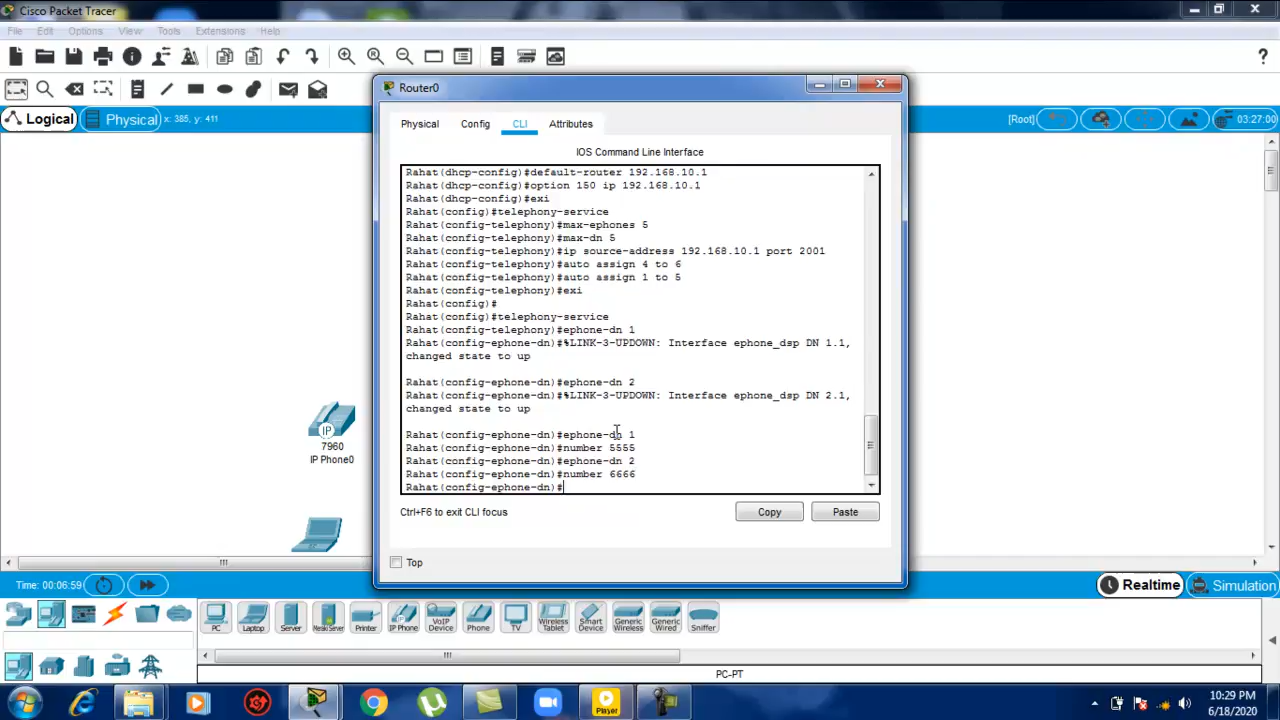 Cisco Packet Tracer
File Edit Options View Tools Extensions Help
Logical
Physical x: 385, y: 411
[Root]
03:27:00
Router0
Physical Config CLI Attributes
IOS Command Line Interface
Rahat(dhcp-config)#default-router 192.168.10.1
Rahat(dhcp-config)#option 150 ip 192.168.10.1
Rahat(dhcp-config)#exi
Rahat(config)#telephony-service
Rahat(config-telephony)#max-ephones 5
Rahat(config-telephony)#max-dn 5
Rahat(config-telephony)#ip source-address 192.168.10.1 port 2001
Rahat(config-telephony)#auto assign 4 to 6
Rahat(config-telephony)#auto assign 1 to 5
Rahat(config-telephony)#exi
Rahat(config)#
Rahat(config)#telephony-service
Rahat(config-telephony)#ephone-dn 1
Rahat(config-ephone-dn)#%LINK-3-UPDOWN: Interface ephone_dsp DN 1.1,
changed state to up
Rahat(config-ephone-dn)#ephone-dn 2
Rahat(config-ephone-dn)#%LINK-3-UPDOWN: Interface ephone_dsp DN 2.1,
changed state to up
Rahat(config-ephone-dn)#ephone-dn 1
Rahat(config-ephone-dn)#number 5555
Rahat(config-ephone-dn)#ephone-dn 2
Rahat(config-ephone-dn)#number 6666
Rahat(config-ephone-dn)#
Ctrl+F6 to exit CLI focus
Copy
Paste
Top
IP
7960
IP Phone0
Time: 00:06:59
Realtime
Simulation
PC Laptop Server Meraki Server Printer IP Phone VoIP Device Phone TV Wireless Tablet Smart Device Generic Wireless Generic Wired Sniffer
PC-PT
Player
10:29 PM
6/18/2020